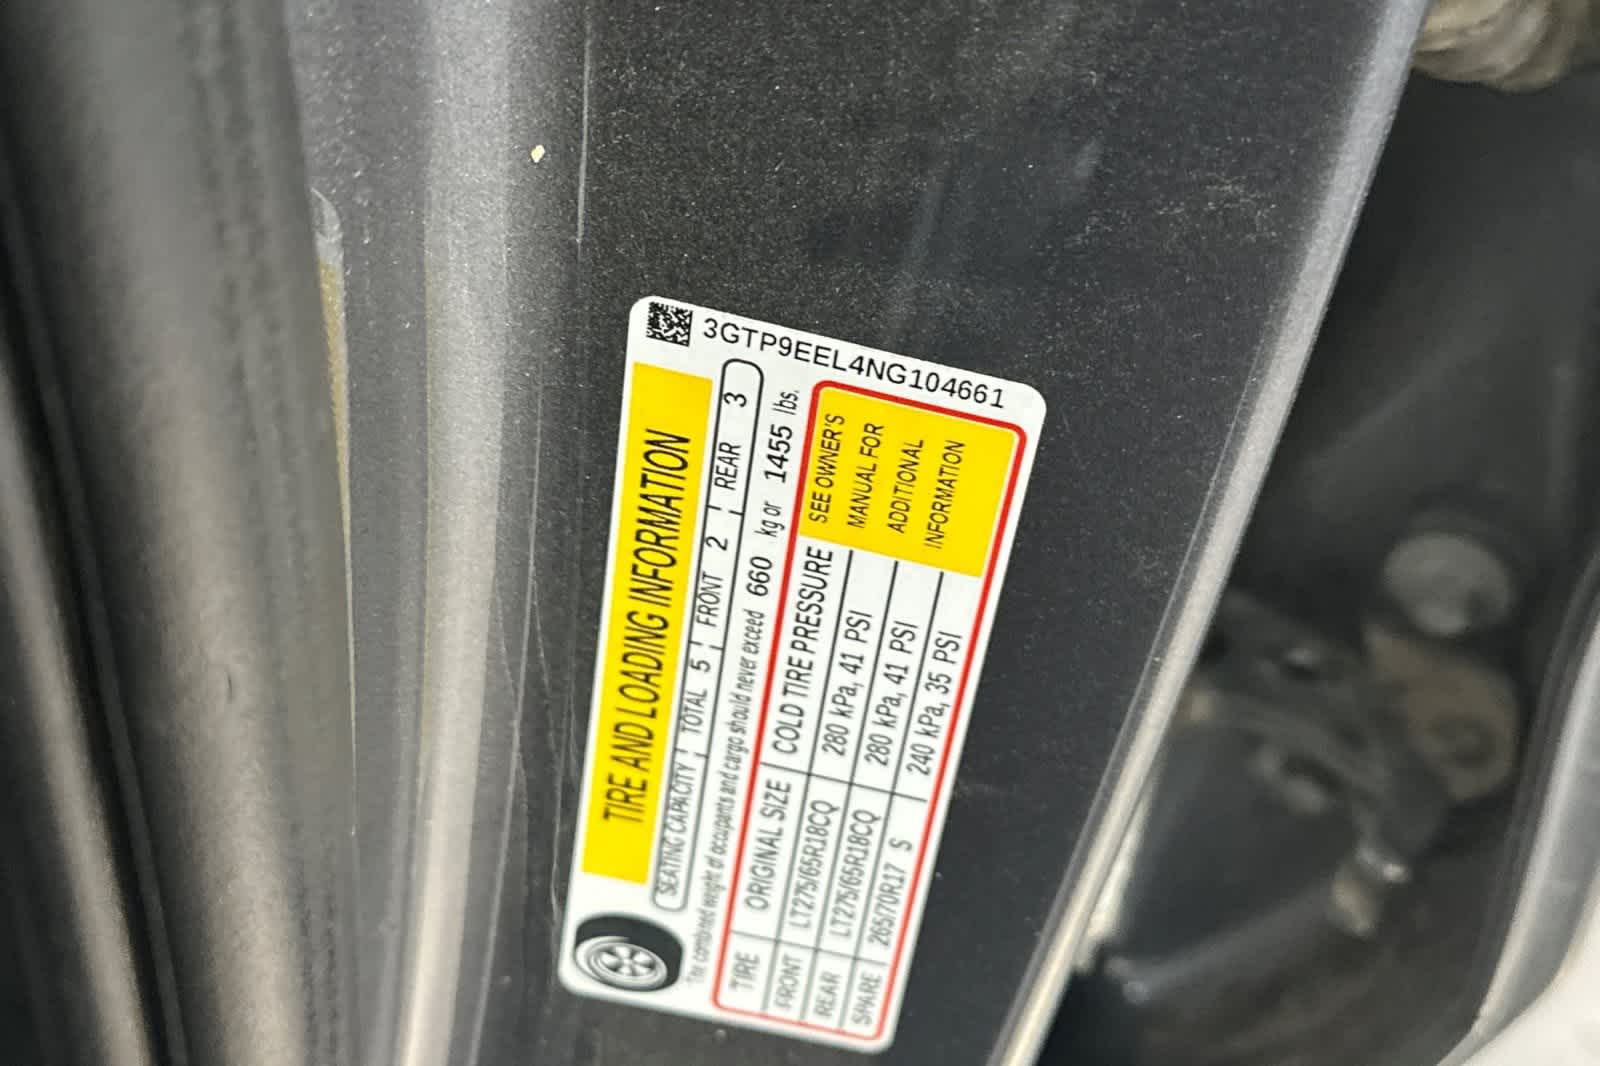 3GTP9EEL4NG104661
TIRE AND LOADING INFORMATION
SEATING CAPACITY TOTAL 5 FRONT 2 REAR 3
The combined weight of occupants and cargo should never exceed 660 kg or 1455 lbs.
TIRE ORIGINAL SIZE COLD TIRE PRESSURE
FRONT LT275/65R18CQ 280 kPa, 41 PSI
REAR LT275/65R18CQ 280 kPa, 41 PSI
SPARE 265/70R17 S 240 kPa, 35 PSI
SEE OWNER'S
MANUAL FOR
ADDITIONAL
INFORMATION